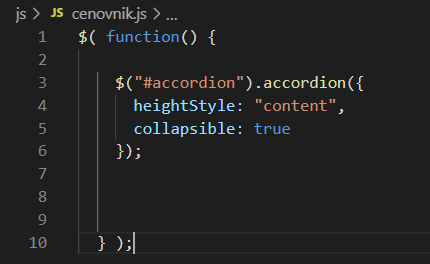 js > JS cenovnik.js > ...
1 $( function() {
2
3 $("#accordion").accordion({
4 heightStyle: "content",
5 collapsible: true
6 });
7
8
9
10 } );